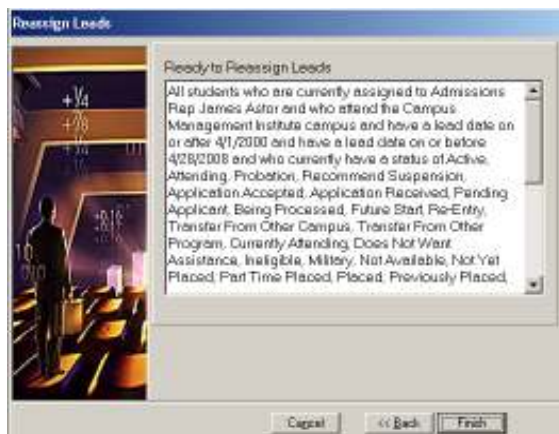 Reassign Leads
Ready to Reassign Leads
All students who are currently assigned to Admissions
Rep James Astor and who attend the Campus
Management Institute campus and have a lead date on
or after 4/1/2000 and have a lead date on or before
4/28/2008 and who currently have a status of Active,
Attending, Probation, Recommend Suspension,
Application Accepted, Application Received, Pending
Applicant, Being Processed, Future Start, Re-Entry,
Transfer From Other Campus, Transfer From Other
Program, Currently Attending, Does Not Want
Assistance, Ineligible, Military, Not Available, Not Yet
Placed, Part Time Placed, Placed, Previously Placed,
+¼
+0.16
Cancel
<< Back
Finish